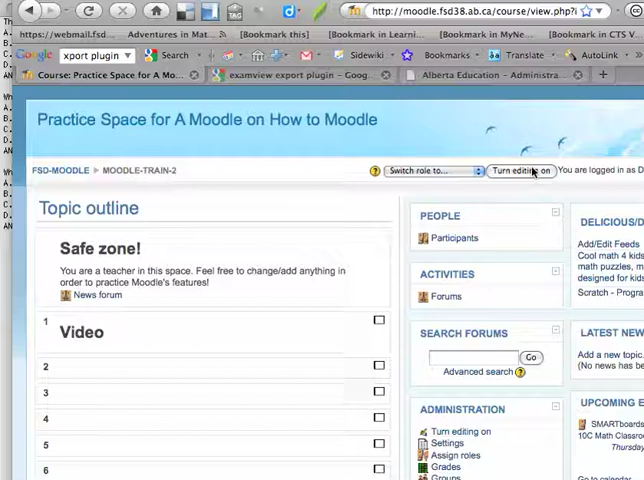 http://moodle.fsd38.ab.ca/course/view.php?i
https://webmail.fsd... Adventures in Mat... [Bookmark this] [Bookmark in Learni... [Bookmark in MyNe... [Bookmark in CTS V
Google xport plugin Search Sidewiki Bookmarks Translate AutoLink
Course: Practice Space for A Mo... examview export plugin – Goog... Alberta Education – Administra...
Practice Space for A Moodle on How to Moodle
FSD-MOODLE ► MOODLE-TRAIN-2 Switch role to... Turn editing on You are logged in as D
Topic outline
Safe zone!
You are a teacher in this space. Feel free to change/add anything in
order to practice Moodle's features!
News forum
1 Video
2
3
4
5
6
PEOPLE
Participants
ACTIVITIES
Forums
SEARCH FORUMS
Go
Advanced search
ADMINISTRATION
Turn editing on
Settings
Assign roles
Grades
Groups
DELICIOUS/D
Add/Edit Feeds
Cool math 4 kids
math puzzles, m
designed for kids
Scratch - Progra
LATEST NEW
Add a new topic.
(No news has be
UPCOMING E
SMARTboards
10C Math Classroo
Thursday
Go to calendar